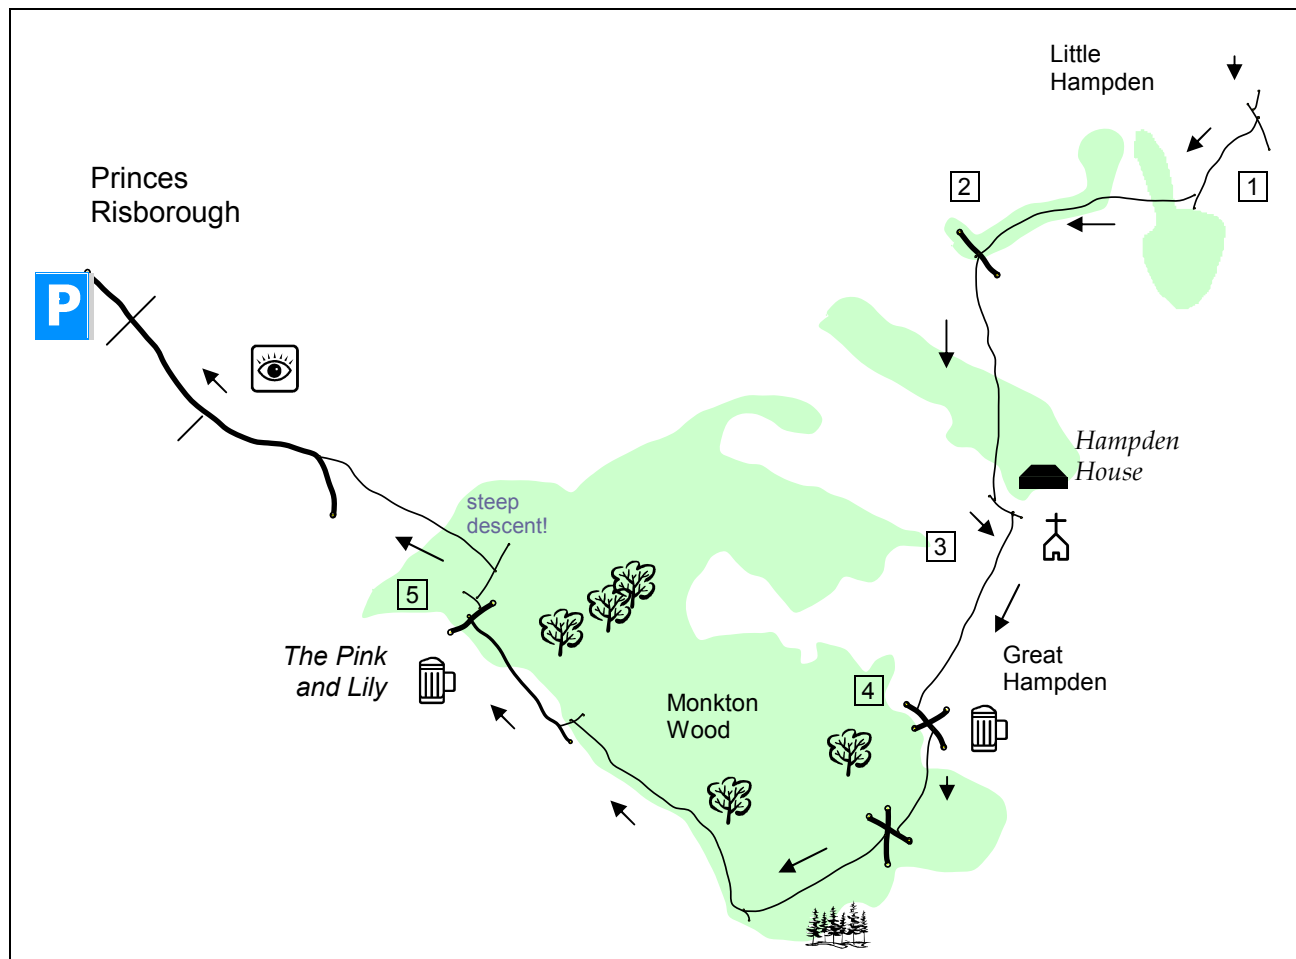 Little
Hampden
Princes
Risborough
2
1
P
Hampden
House
steep
descent!
3
5
The Pink
and Lily
Great
Hampden
4
Monkton
Wood